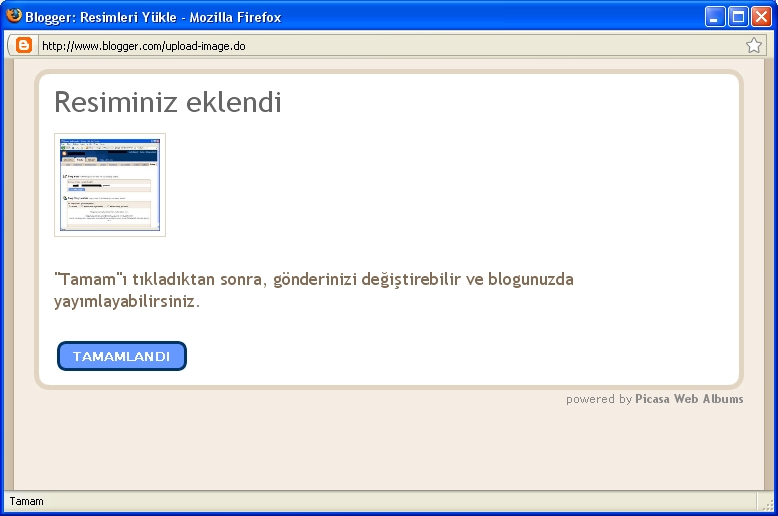 Blogger: Resimleri Yükle - Mozilla Firefox
http://www.blogger.com/upload-image.do
Resiminiz eklendi
"Tamam"ı tıkladıktan sonra, gönderinizi değiştirebilir ve blogunuzda
yayımlayabilirsiniz.
TAMAMLANDI
powered by Picasa Web Albums
Tamam